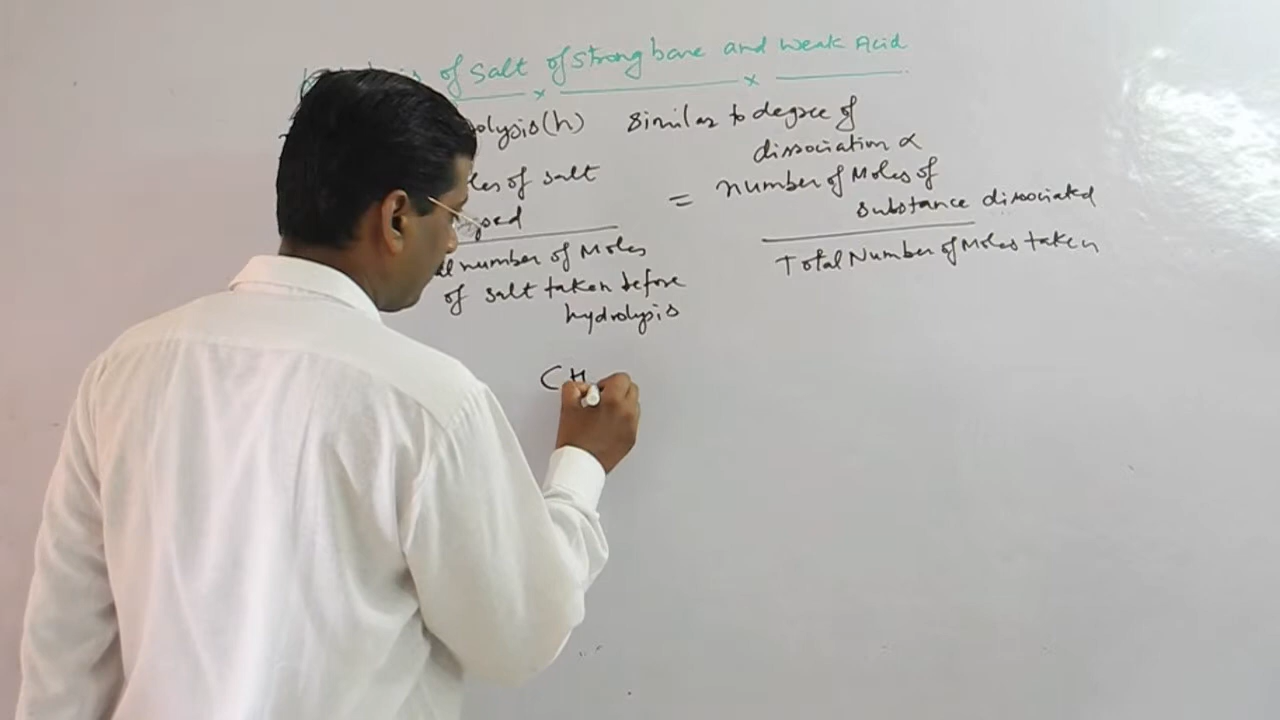 of salt of strong base and weak Acid
olysis(h) similar to degree of
dissociation α
les of salt = number of Moles of
substance dissociated
number of Moles Total Number of Moles taken
of salt taken before
hydrolysis
CH